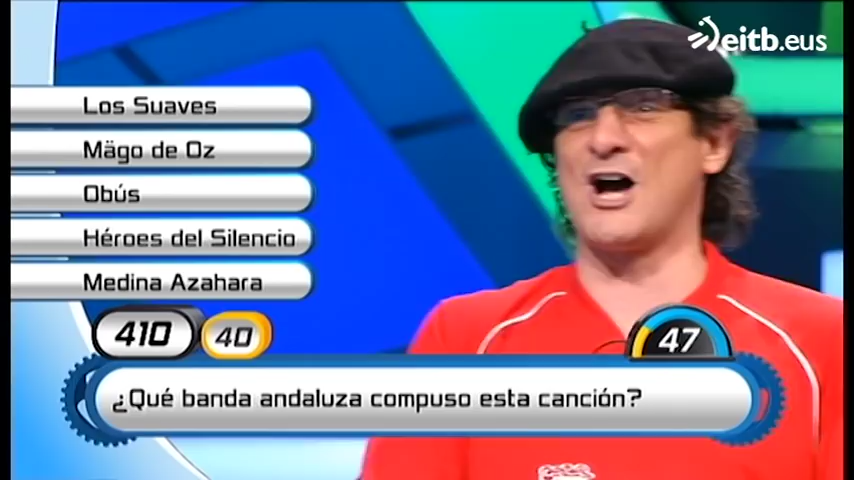 eitb.eus
Los Suaves
Mägo de Oz
Obús
Héroes del Silencio
Medina Azahara
410 40 47
¿Qué banda andaluza compuso esta canción?